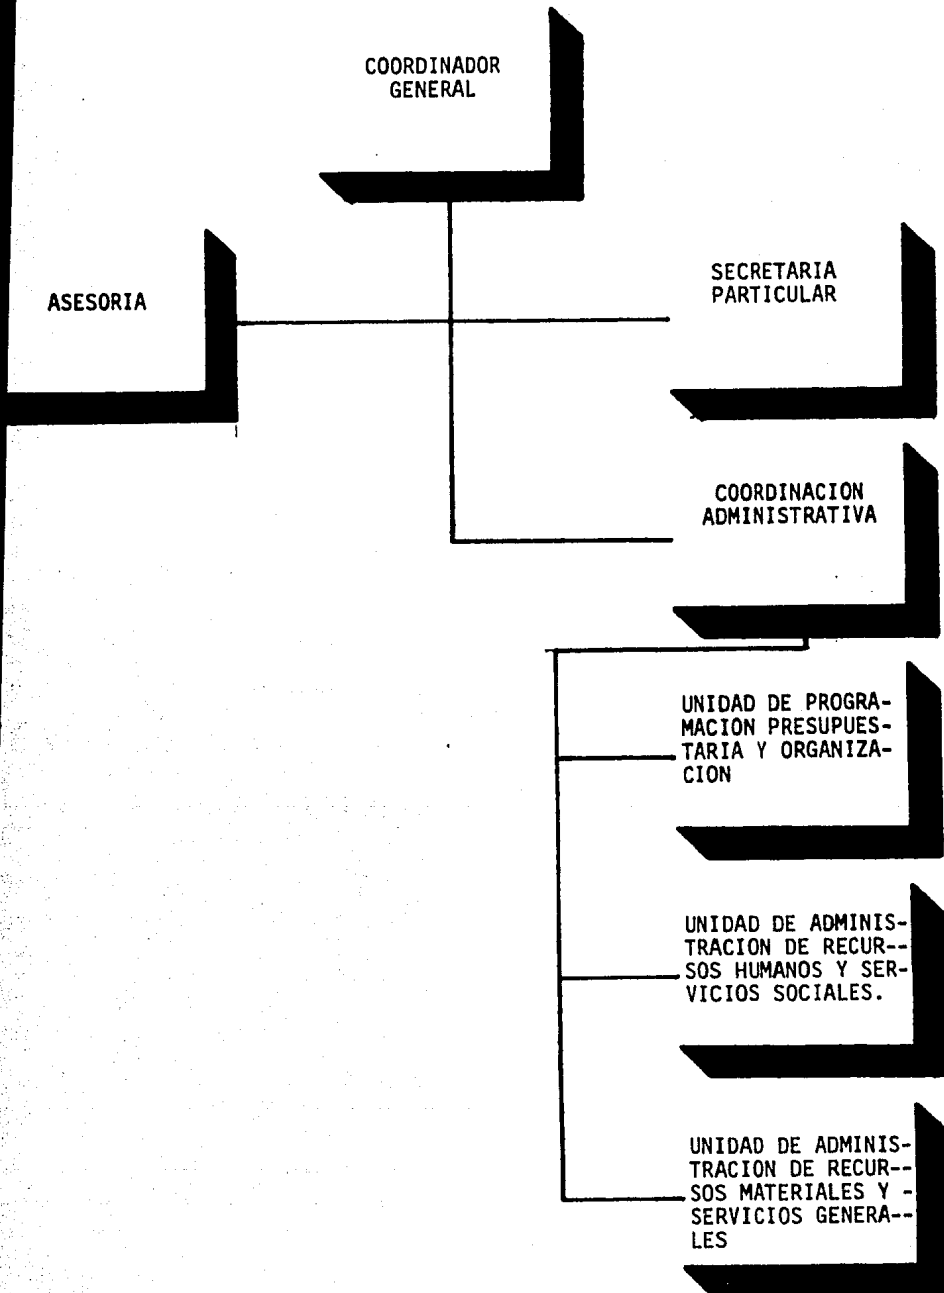 COORDINADOR
GENERAL
ASESORIA
SECRETARIA
PARTICULAR
COORDINACION
ADMINISTRATIVA
UNIDAD DE PROGRA-
MACION PRESUPUES-
TARIA Y ORGANIZA-
CION
UNIDAD DE ADMINIS-
TRACION DE RECUR--
SOS HUMANOS Y SER-
VICIOS SOCIALES.
UNIDAD DE ADMINIS-
TRACION DE RECUR--
SOS MATERIALES Y -
SERVICIOS GENERA--
LES